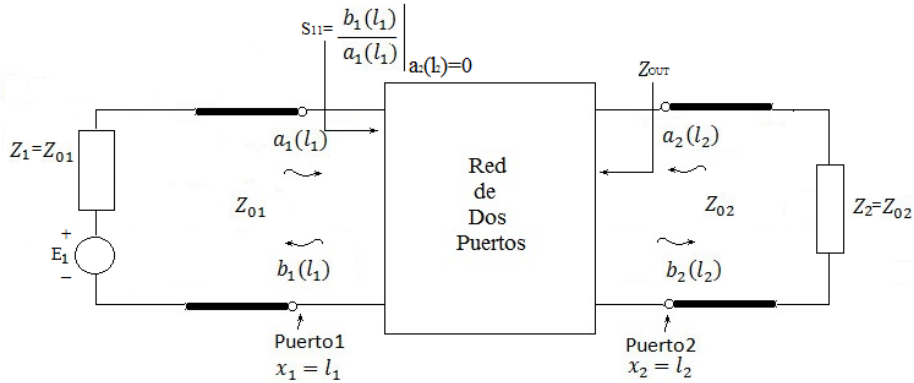 S11= b₁(l₁)
a₁(l₁) | a₂(l₂)=0
ZOUT
Z₁=Z₀₁
a₁(l₁)
a₂(l₂)
Z₀₁
Red
de
Dos
Puertos
Z₀₂
Z₂=Z₀₂
+
E₁
−
b₁(l₁)
b₂(l₂)
Puerto1
x₁ = l₁
Puerto2
x₂ = l₂